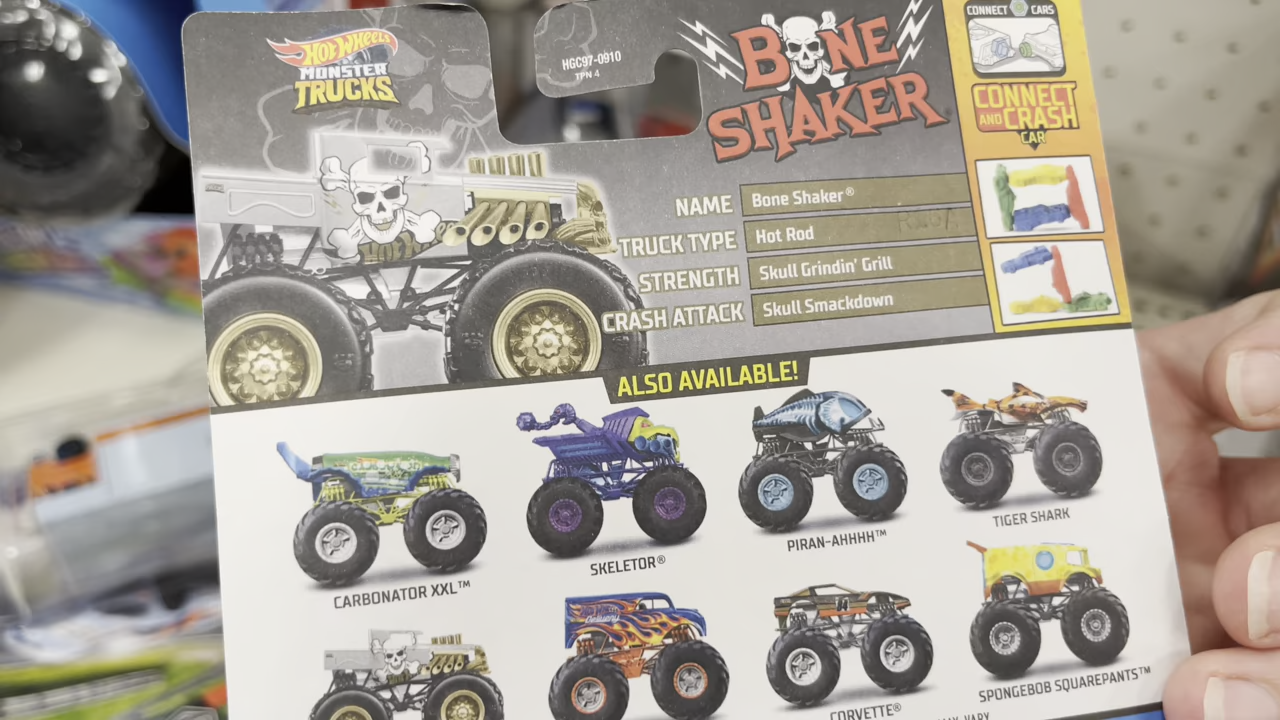 HOT WHEELS
MONSTER
TRUCKS
HGC97-0910
TPN 4
BONE
SHAKER
CONNECT CARS
CONNECT
AND CRASH
CAR
NAME Bone Shaker®
TRUCK TYPE Hot Rod
STRENGTH Skull Grindin' Grill
CRASH ATTACK Skull Smackdown
ALSO AVAILABLE!
CARBONATOR XXL™
SKELETOR®
PIRAN-AHHHH™
TIGER SHARK
CORVETTE®
SPONGEBOB SQUAREPANTS™